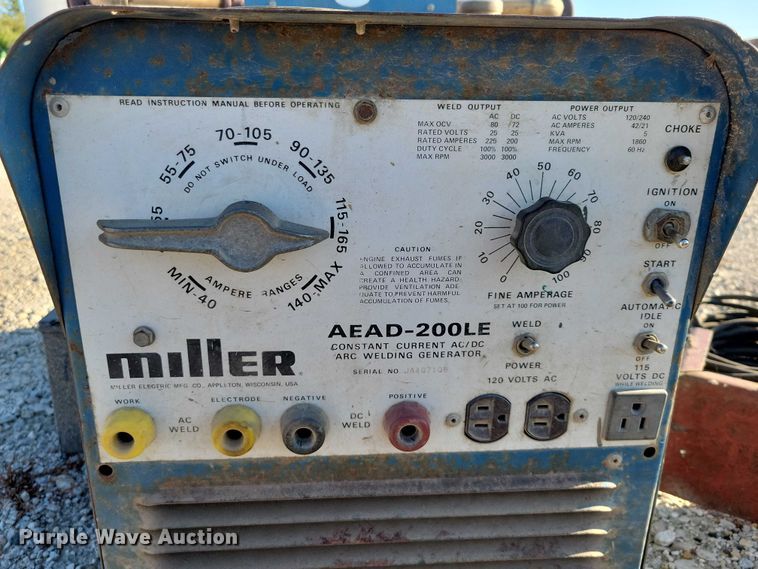 READ INSTRUCTION MANUAL BEFORE OPERATING
WELD OUTPUT
AC DC
MAX OCV 80 72
RATED VOLTS 25 25
RATED AMPERES 225 200
DUTY CYCLE 100% 100%
MAX RPM 3000 3000
POWER OUTPUT
AC VOLTS 120/240
AC AMPERES 42/21
KVA 5
MAX RPM 1860
FREQUENCY 60 Hz
CHOKE
IGNITION
ON
OFF
START
AUTOMATIC
IDLE
ON
OFF
115
VOLTS DC
WHILE WELDING
MIN-40
55-75
70-105
90-135
115-165
140-MAX
DO NOT SWITCH UNDER LOAD
AMPERE RANGES
CAUTION
ENGINE EXHAUST FUMES IF
ALLOWED TO ACCUMULATE IN
A CONFINED AREA CAN
CREATE A HEALTH HAZARD.
PROVIDE VENTILATION ADE
QUATE TO PREVENT HARMFUL
ACCUMULATION OF FUMES.
0 10 20 30 40 50 60 70 80 90 100
FINE AMPERAGE
SET AT 100 FOR POWER
WELD
POWER
120 VOLTS AC
AEAD-200LE
CONSTANT CURRENT AC/DC
ARC WELDING GENERATOR
SERIAL NO
miller
MILLER ELECTRIC MFG CO., APPLETON, WISCONSIN, USA
WORK
AC
WELD
ELECTRODE
NEGATIVE
DC
WELD
POSITIVE
Purple Wave Auction